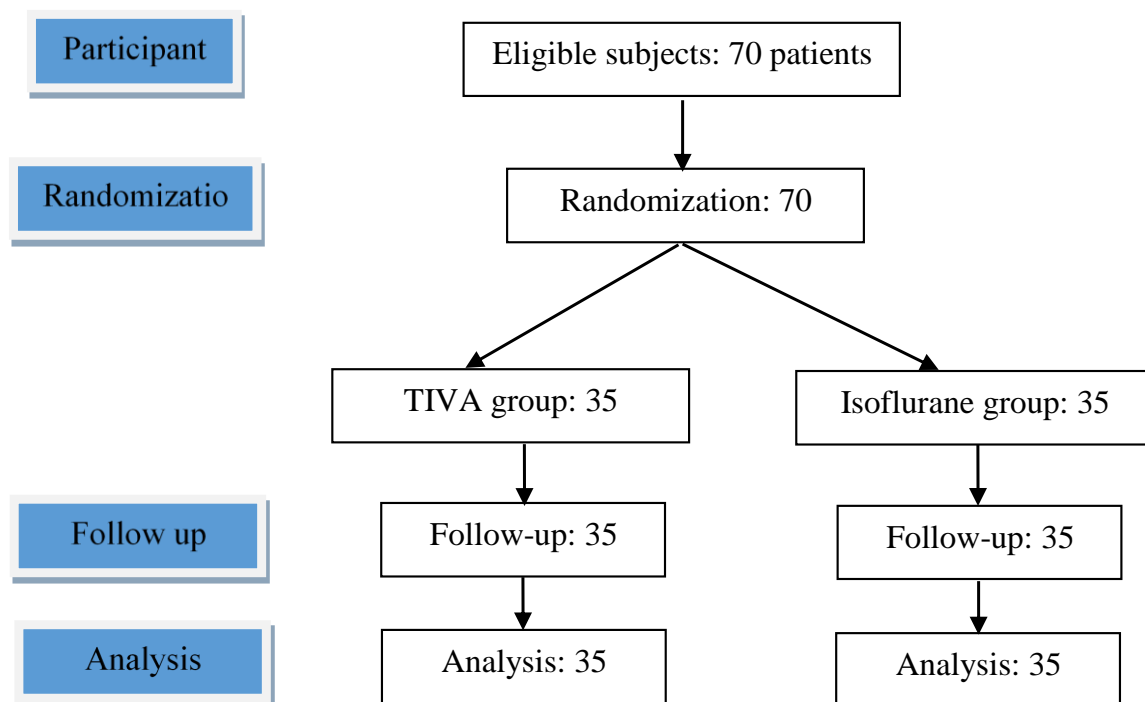 Participant
Eligible subjects: 70 patients
Randomizatio
Randomization: 70
TIVA group: 35
Isoflurane group: 35
Follow up
Follow-up: 35
Follow-up: 35
Analysis
Analysis: 35
Analysis: 35